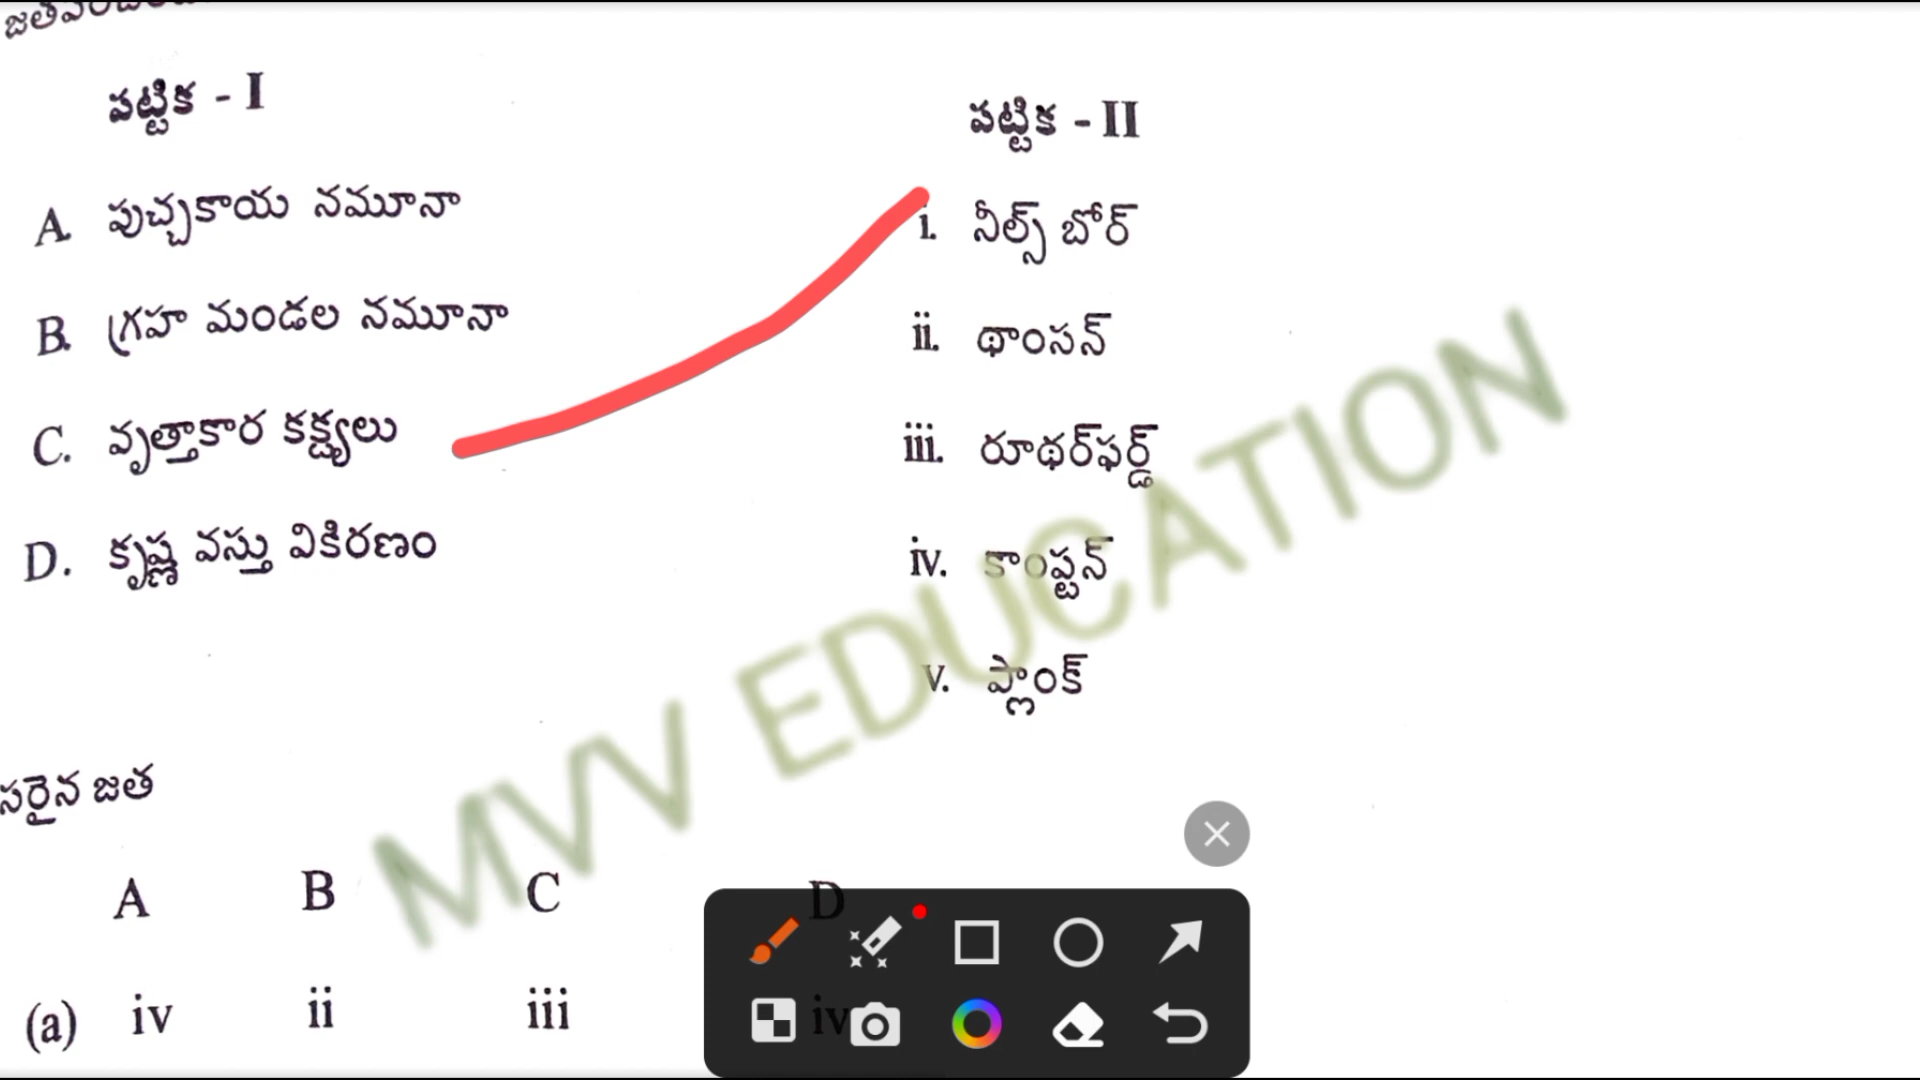 పట్టిక - I
పట్టిక - II
A. పుచ్చకాయ నమూనా
i. నీల్స్ బోర్
B. గ్రహ మండల నమూనా
ii. థాంసన్
C. వృత్తాకార కక్ష్యలు
iii. రూథర్‌ఫర్డ్
D. కృష్ణ వస్తు వికిరణం
iv. కాంప్టన్
v. ప్లాంక్
MVV EDUCATION
సరైన జత
A B C D
(a) iv ii iii iv